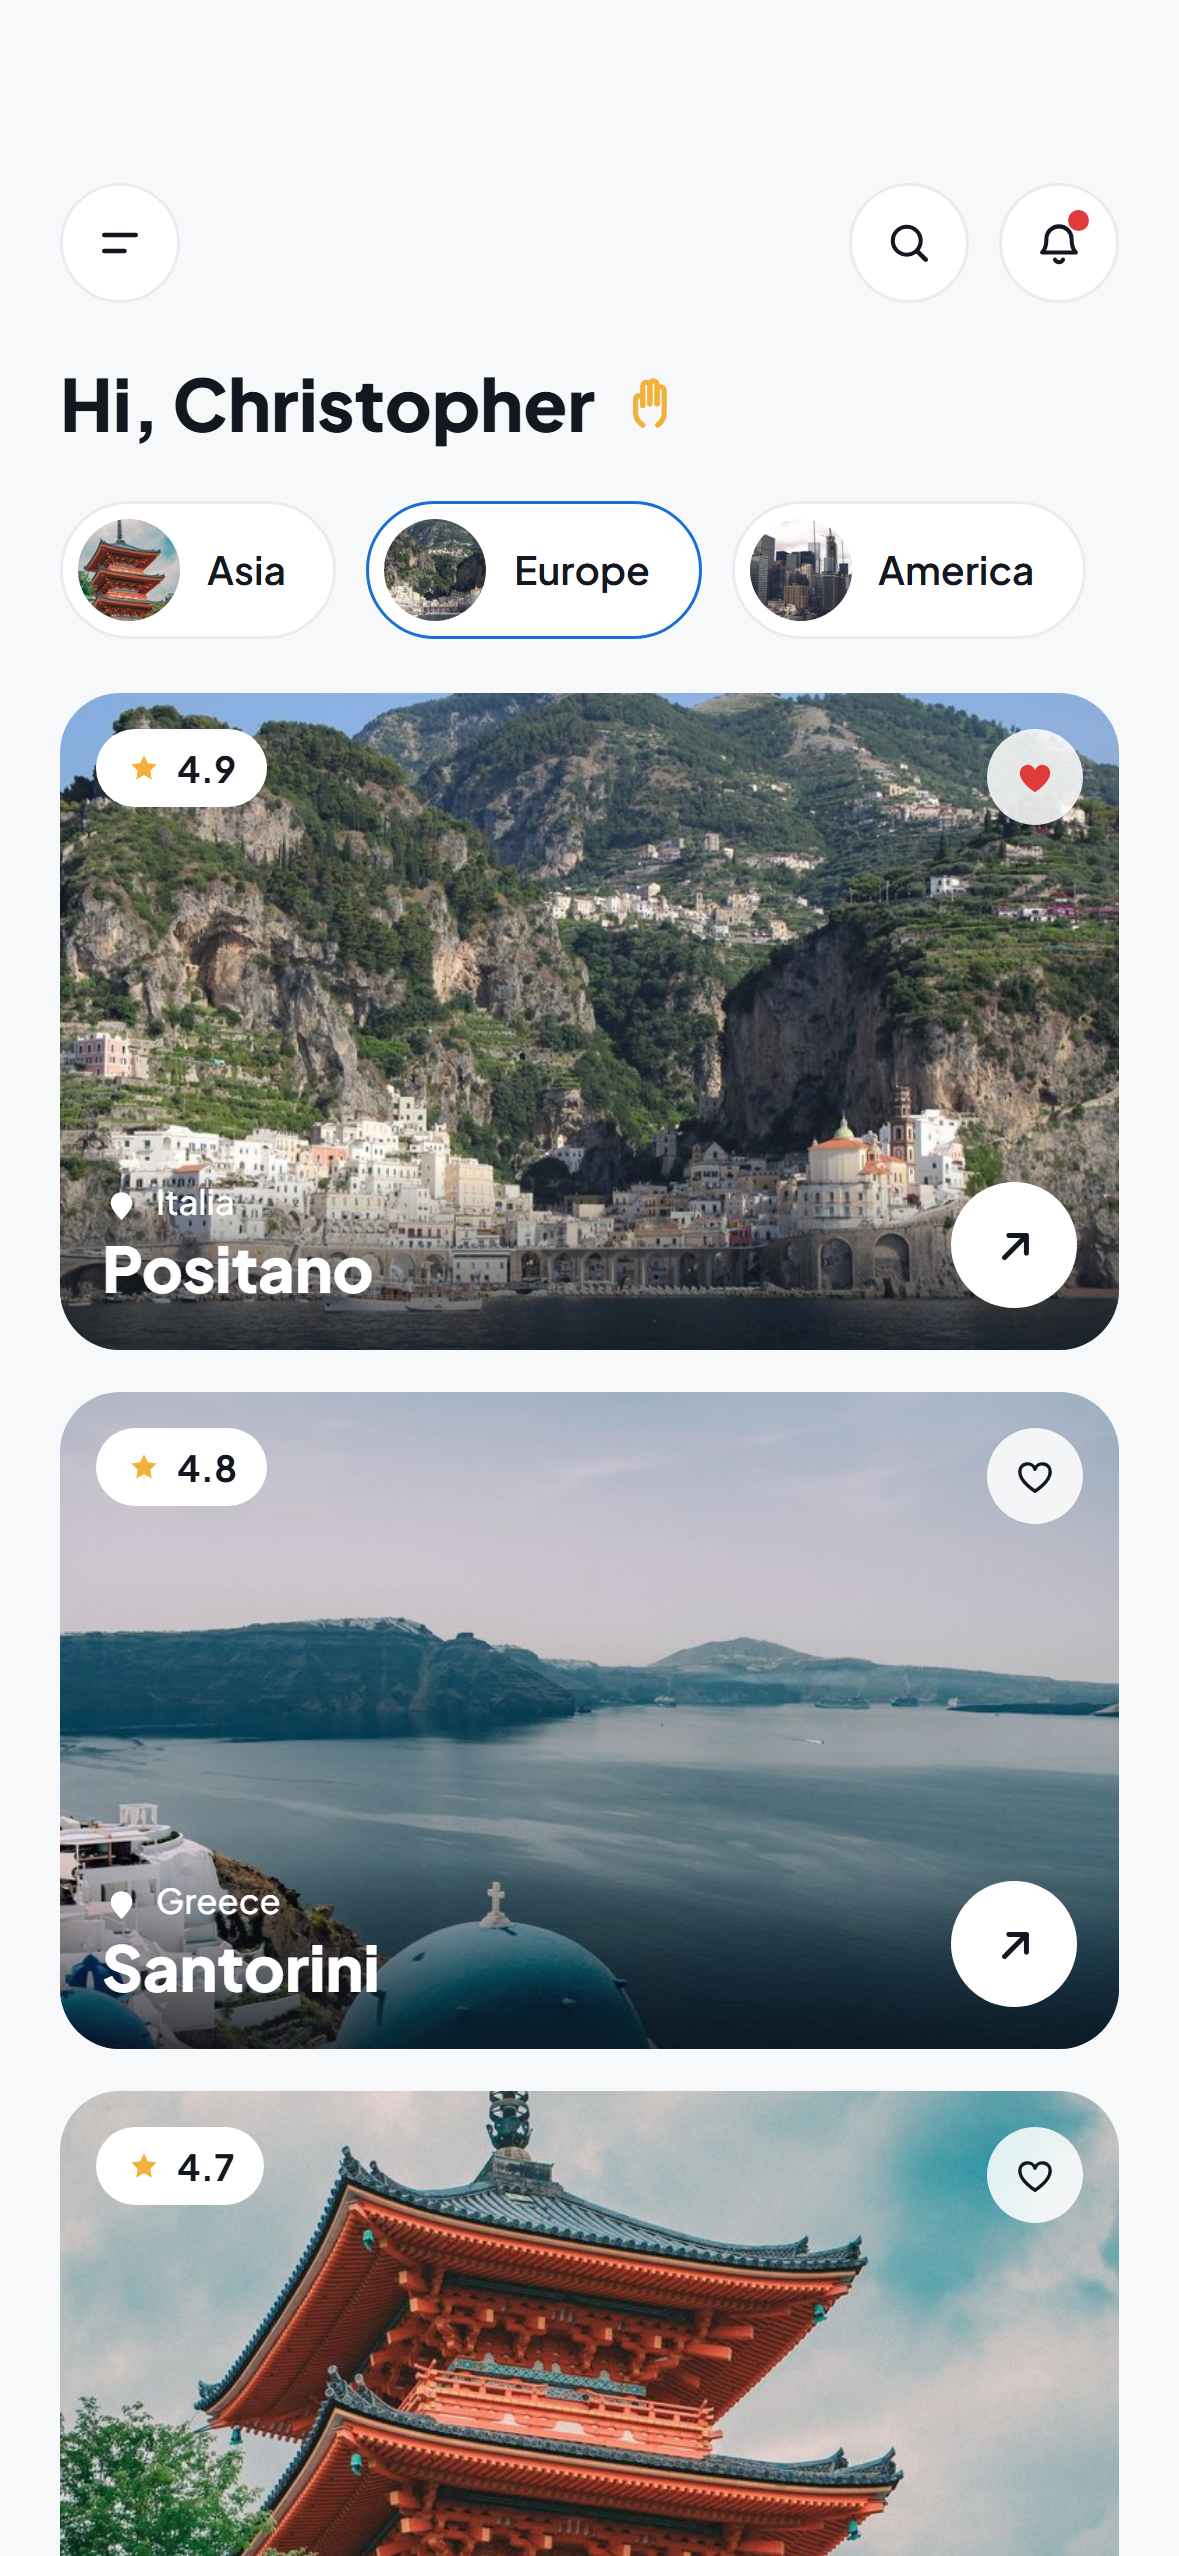 Hi, Christopher
Asia
Europe
America
4.9
Italia
Positano
4.8
Greece
Santorini
4.7